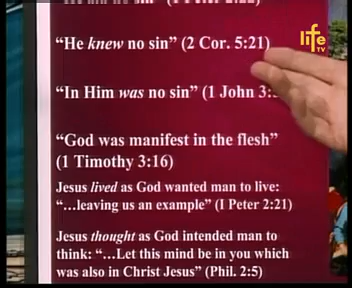 "He knew no sin" (2 Cor. 5:21)
life
TV
"In Him was no sin" (1 John 3:
"God was manifest in the flesh"
(1 Timothy 3:16)
Jesus lived as God wanted man to live:
"...leaving us an example" (I Peter 2:21)
Jesus thought as God intended man to
think: "...Let this mind be in you which
was also in Christ Jesus" (Phil. 2:5)